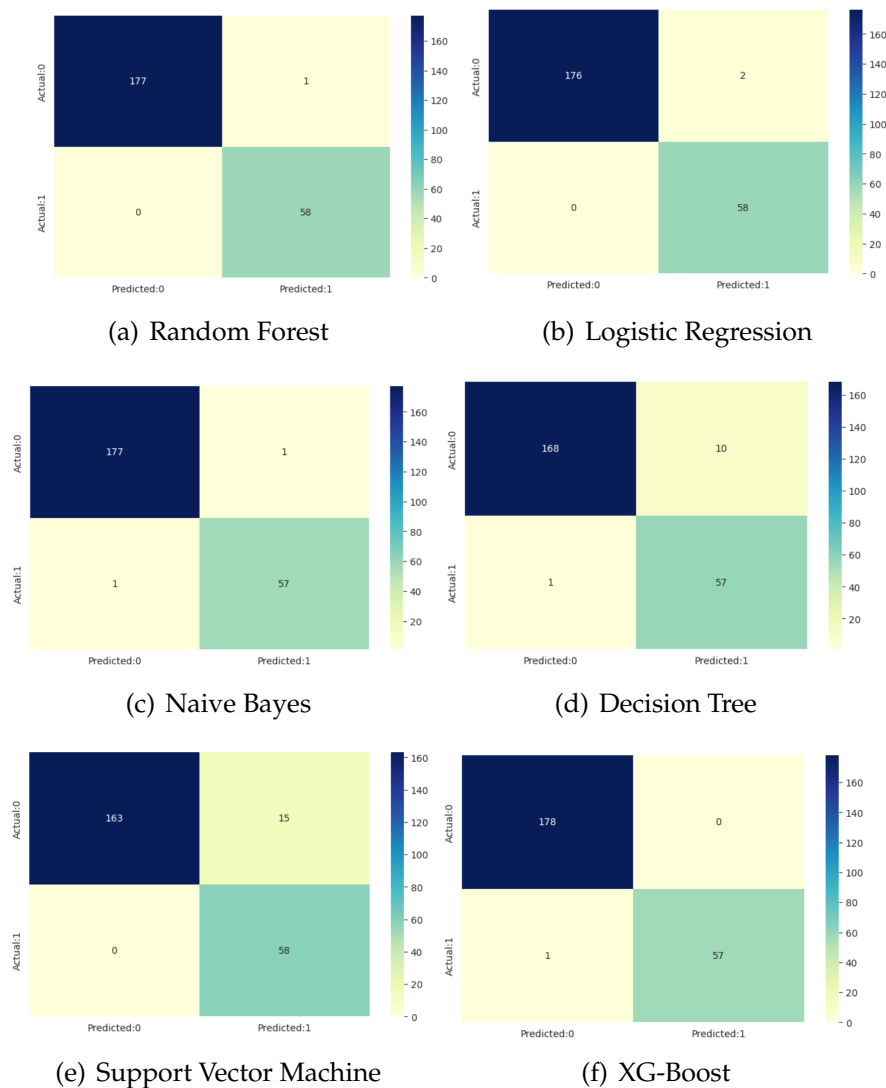 Actual:0
177
1
160
140
120
100
80
60
40
20
0
Actual:1
0
58
Predicted:0
Predicted:1
(a) Random Forest
Actual:0
176
2
160
140
120
100
80
60
40
20
0
Actual:1
0
58
Predicted:0
Predicted:1
(b) Logistic Regression
Actual:0
177
1
160
140
120
100
80
60
40
20
Actual:1
1
57
Predicted:0
Predicted:1
(c) Naive Bayes
Actual:0
168
10
160
140
120
100
80
60
40
20
Actual:1
1
57
Predicted:0
Predicted:1
(d) Decision Tree
Actual:0
163
15
160
140
120
100
80
60
40
20
0
Actual:1
0
58
Predicted:0
Predicted:1
(e) Support Vector Machine
Actual:0
178
0
160
140
120
100
80
60
40
20
0
Actual:1
1
57
Predicted:0
Predicted:1
(f) XG-Boost